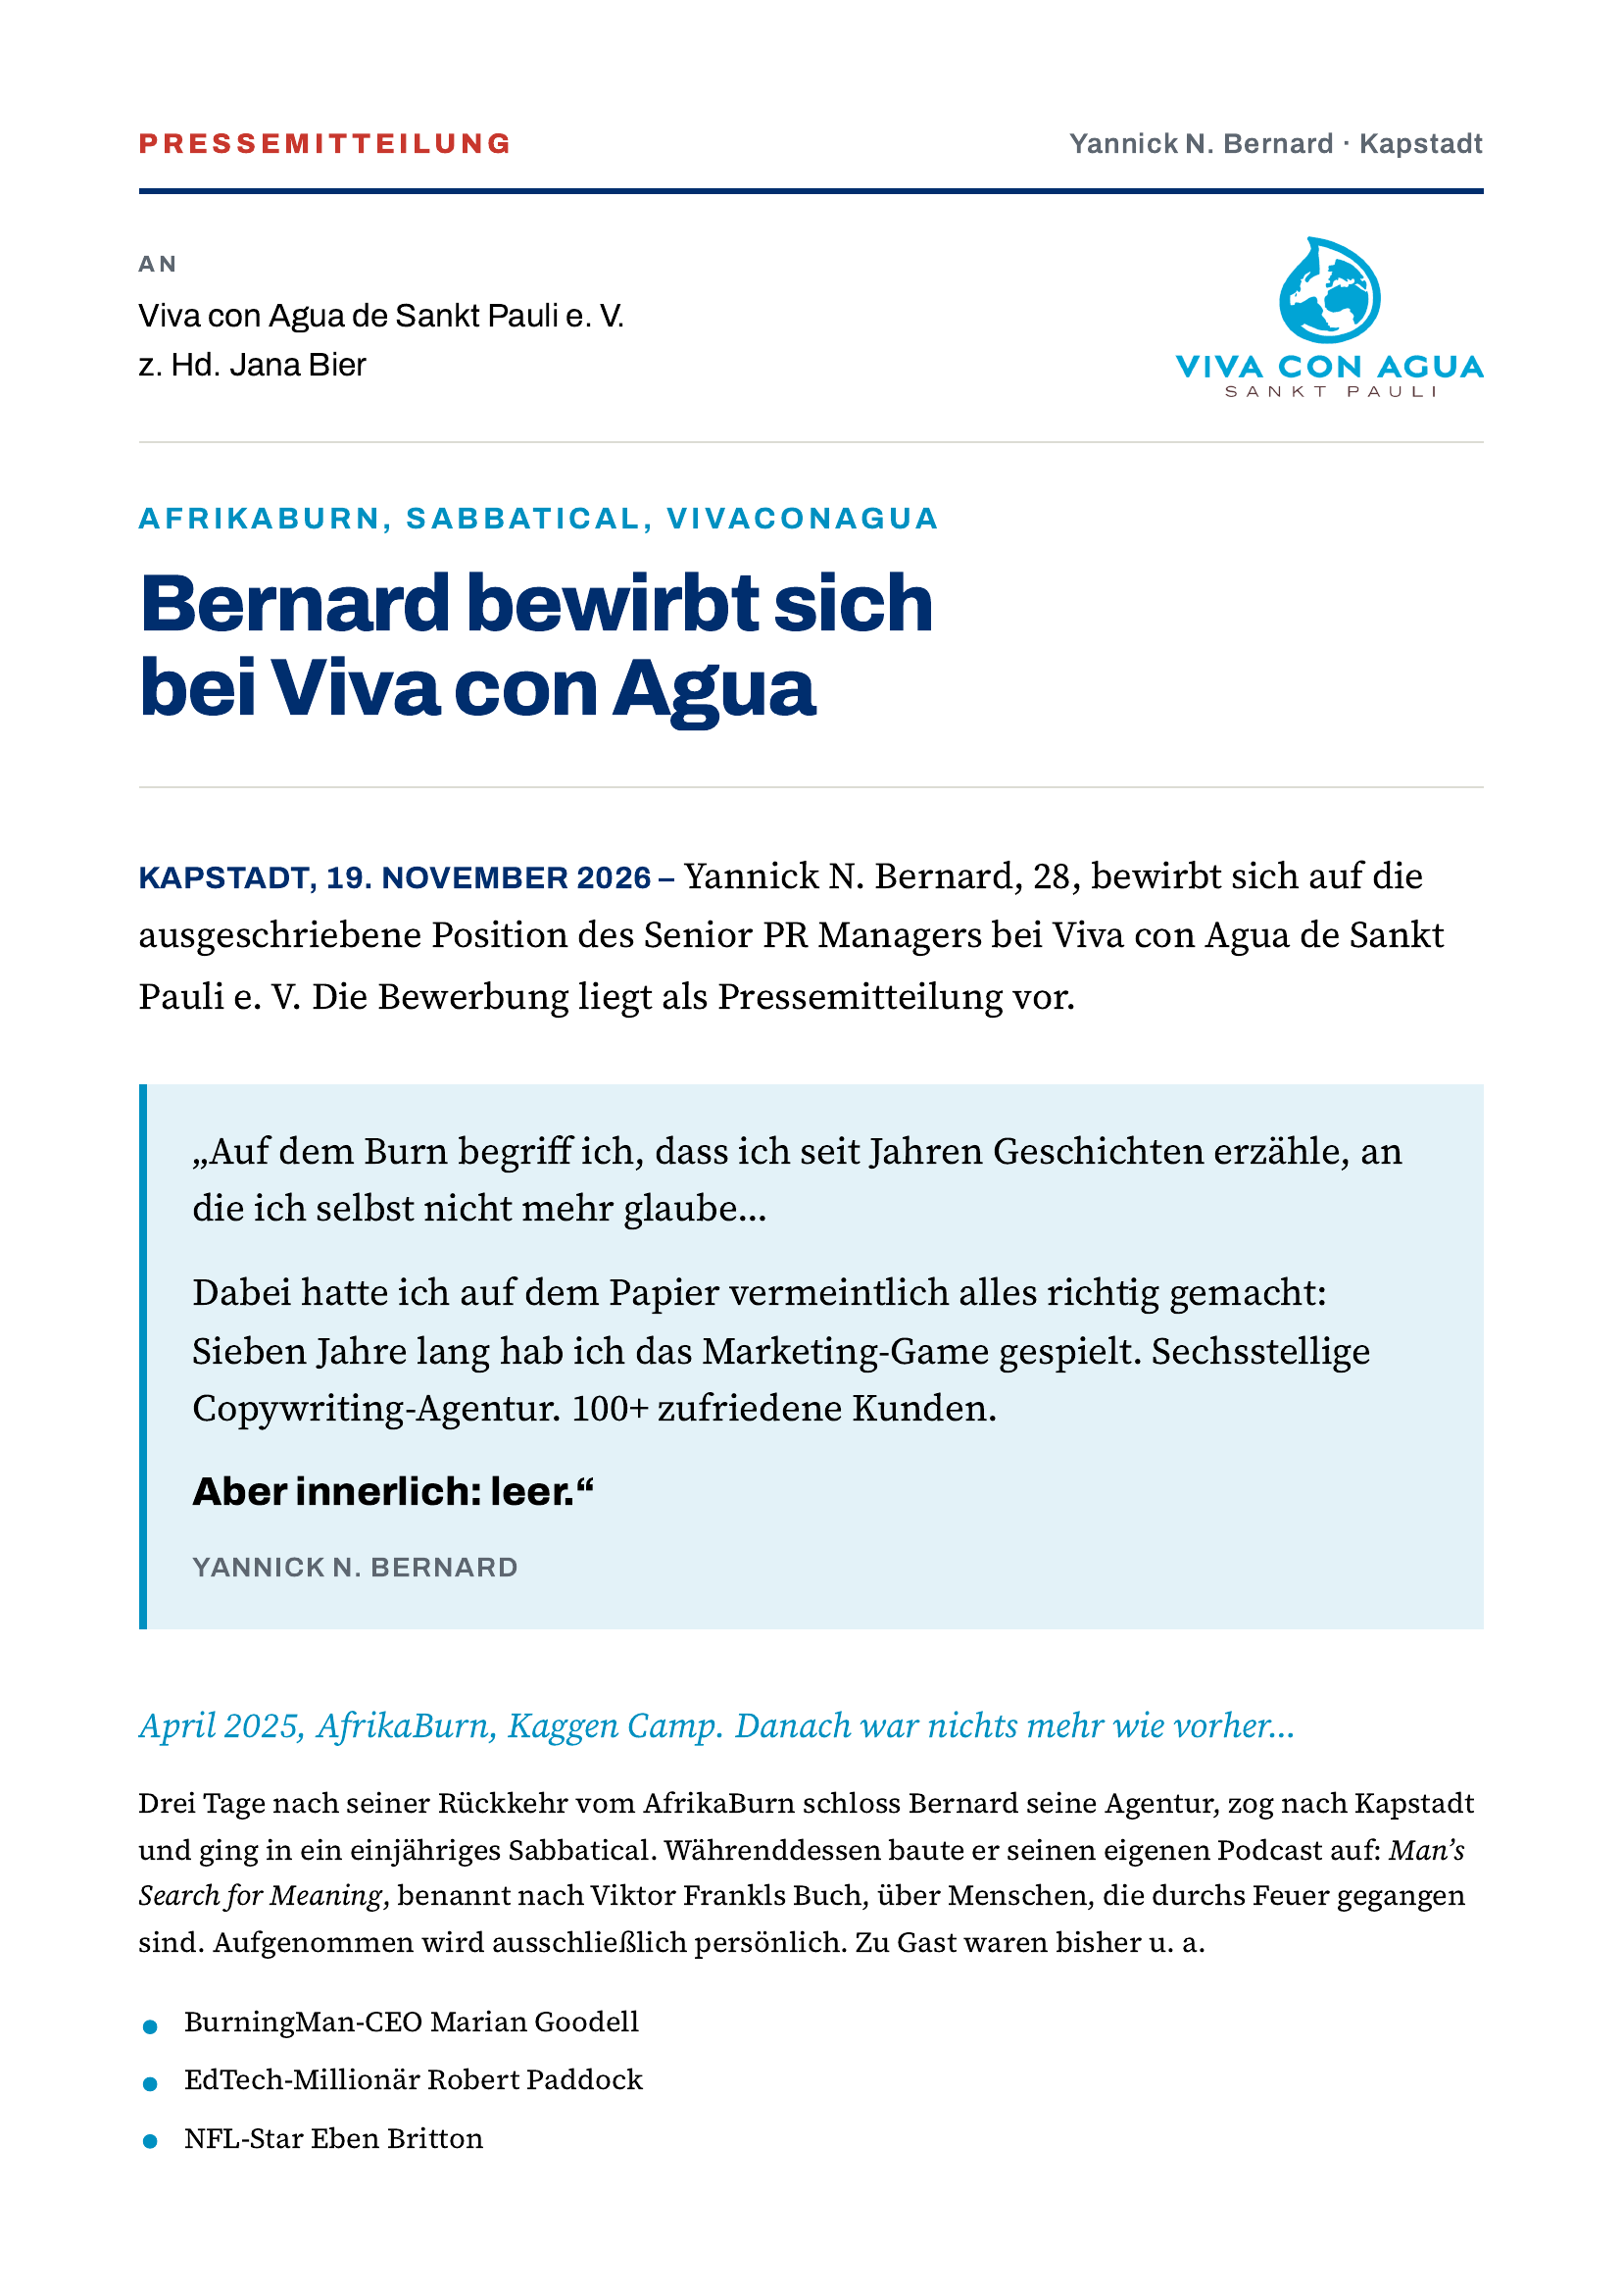 PRESSEMITTEILUNG
Yannick N. Bernard · Kapstadt
AN
Viva con Agua de Sankt Pauli e. V.
z. Hd. Jana Bier
VIVA CON AGUA
SANKT PAULI
AFRIKABURN, SABBATICAL, VIVACONAGUA
Bernard bewirbt sich
bei Viva con Agua
KAPSTADT, 19. NOVEMBER 2026 – Yannick N. Bernard, 28, bewirbt sich auf die
ausgeschriebene Position des Senior PR Managers bei Viva con Agua de Sankt
Pauli e. V. Die Bewerbung liegt als Pressemitteilung vor.
„Auf dem Burn begriff ich, dass ich seit Jahren Geschichten erzähle, an
die ich selbst nicht mehr glaube...
Dabei hatte ich auf dem Papier vermeintlich alles richtig gemacht:
Sieben Jahre lang hab ich das Marketing-Game gespielt. Sechsstellige
Copywriting-Agentur. 100+ zufriedene Kunden.
Aber innerlich: leer.“
YANNICK N. BERNARD
April 2025, AfrikaBurn, Kaggen Camp. Danach war nichts mehr wie vorher...
Drei Tage nach seiner Rückkehr vom AfrikaBurn schloss Bernard seine Agentur, zog nach Kapstadt
und ging in ein einjähriges Sabbatical. Währenddessen baute er seinen eigenen Podcast auf: Man’s
Search for Meaning, benannt nach Viktor Frankls Buch, über Menschen, die durchs Feuer gegangen
sind. Aufgenommen wird ausschließlich persönlich. Zu Gast waren bisher u. a.
● BurningMan-CEO Marian Goodell
● EdTech-Millionär Robert Paddock
● NFL-Star Eben Britton